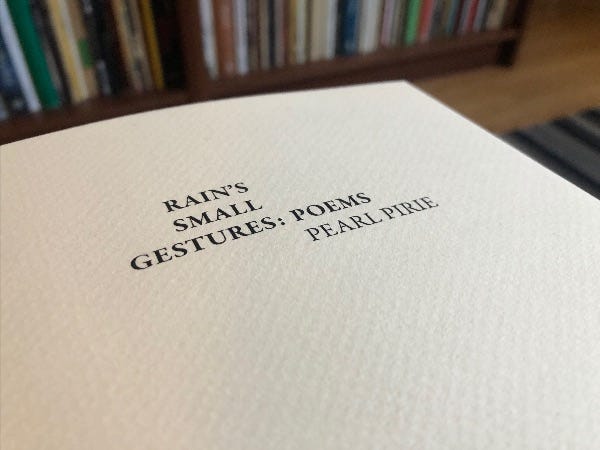 RAIN'S
SMALL
GESTURES: POEMS
PEARL PIRIE